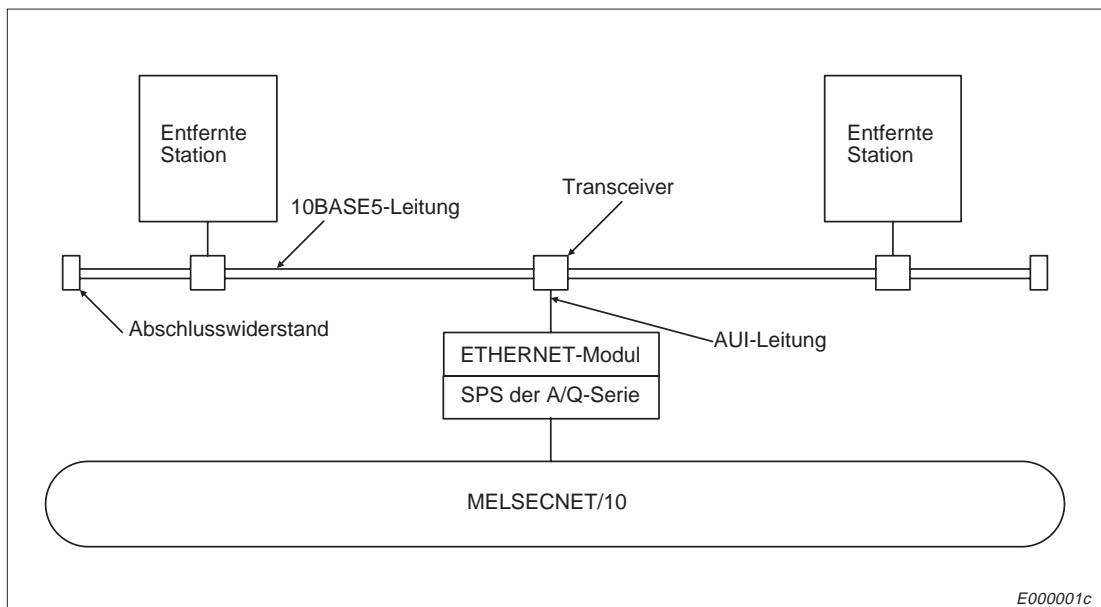 Entfernte
Station
Entfernte
Station
Transceiver
10BASE5-Leitung
Abschlusswiderstand
AUI-Leitung
ETHERNET-Modul
SPS der A/Q-Serie
MELSECNET/10
E000001c